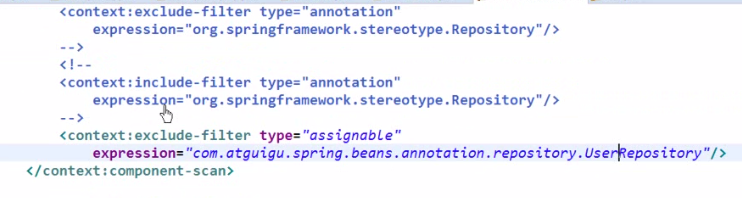 <context:exclude-filter type="annotation"
expression="org.springframework.stereotype.Repository"/>
-->
<!--
<context:include-filter type="annotation"
expression="org.springframework.stereotype.Repository"/>
-->
<context:exclude-filter type="assignable"
expression="com.atguigu.spring.beans.annotation.repository.UserRepository"/>
</context:component-scan>